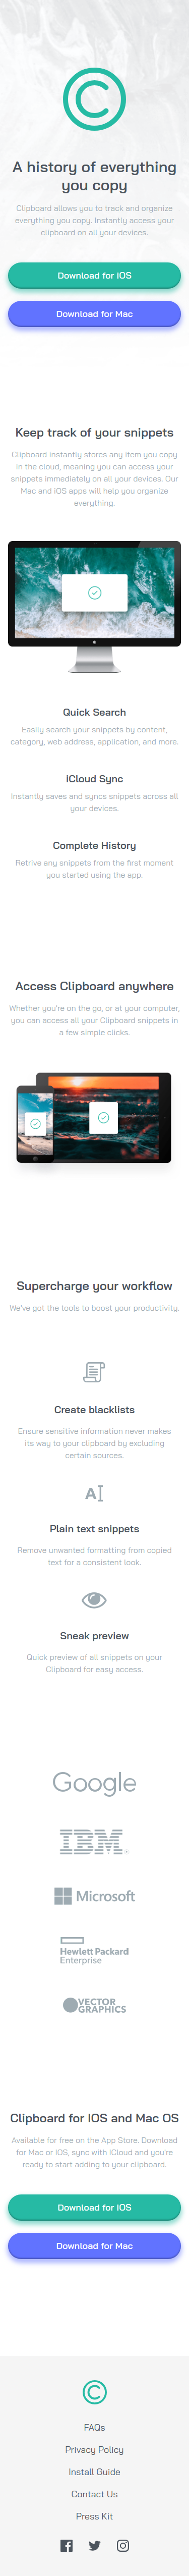 A history of everything
you copy
Clipboard allows you to track and organize
everything you copy. Instantly access your
clipboard on all your devices.
Download for iOS
Download for Mac
Keep track of your snippets
Clipboard instantly stores any item you copy
in the cloud, meaning you can access your
snippets immediately on all your devices. Our
Mac and iOS apps will help you organize
everything.
Quick Search
Easily search your snippets by content,
category, web address, application, and more.
iCloud Sync
Instantly saves and syncs snippets across all
your devices.
Complete History
Retrive any snippets from the first moment
you started using the app.
Access Clipboard anywhere
Whether you're on the go, or at your computer,
you can access all your Clipboard snippets in
a few simple clicks.
Supercharge your workflow
We've got the tools to boost your productivity.
Create blacklists
Ensure sensitive information never makes
its way to your clipboard by excluding
certain sources.
A
Plain text snippets
Remove unwanted formatting from copied
text for a consistent look.
Sneak preview
Quick preview of all snippets on your
Clipboard for easy access.
Google
IBM
Microsoft
Hewlett Packard
Enterprise
VECTOR
GRAPHICS
Clipboard for IOS and Mac OS
Available for free on the App Store. Download
for Mac or IOS, sync with ICloud and you're
ready to start adding to your clipboard.
Download for iOS
Download for Mac
FAQs
Privacy Policy
Install Guide
Contact Us
Press Kit